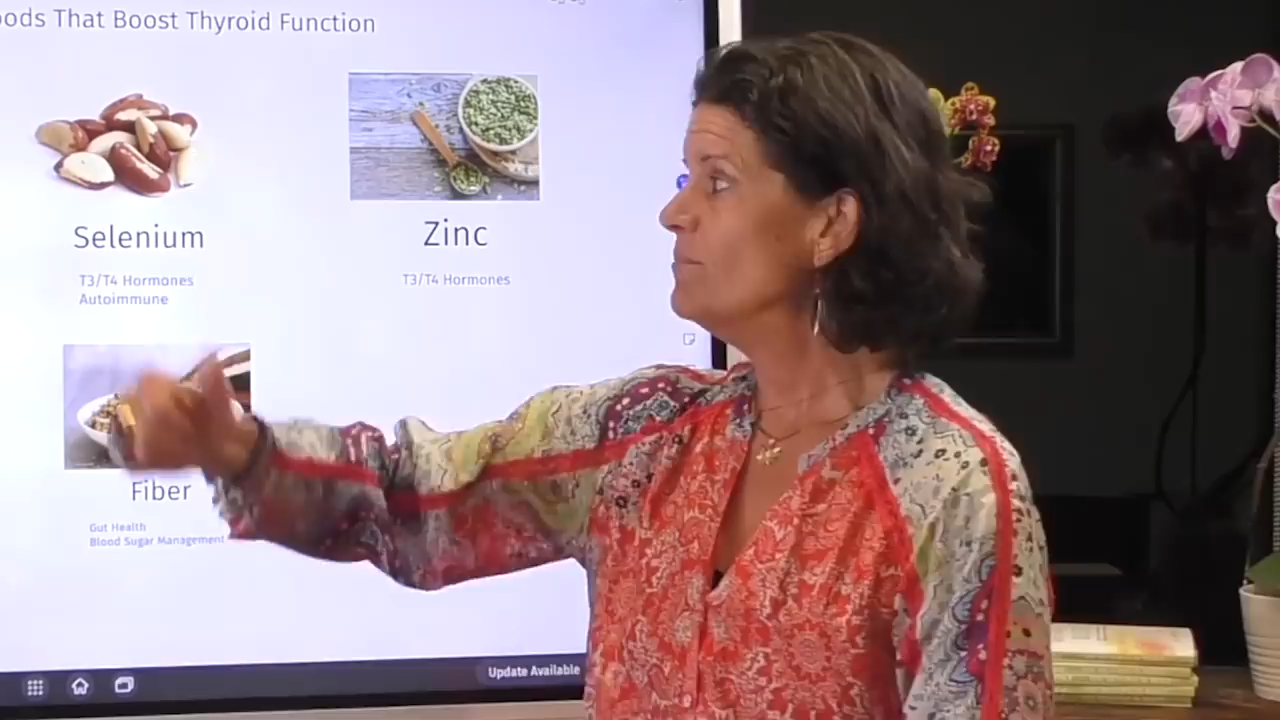 oods That Boost Thyroid Function
Selenium
T3/T4 Hormones
Autoimmune
Zinc
T3/T4 Hormones
Fiber
Gut Health
Blood Sugar Management
Update Available